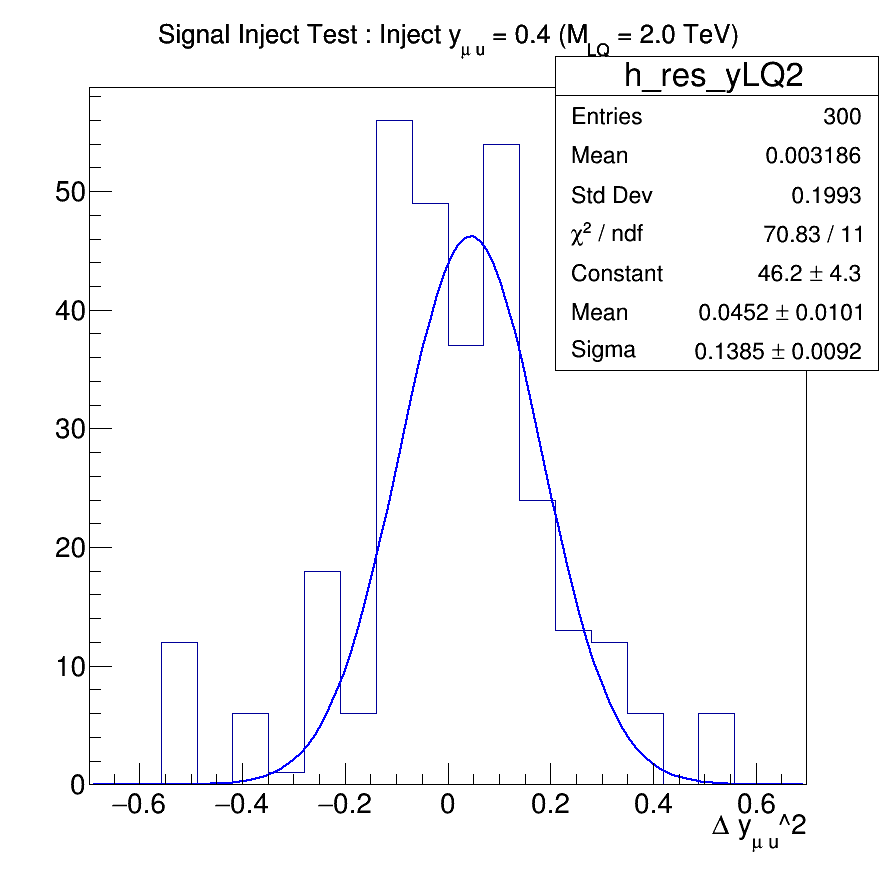 Signal Inject Test : Inject y_μ u = 0.4 (M_LQ = 2.0 TeV)
h_res_yLQ2
Entries 300
Mean 0.003186
Std Dev 0.1993
χ² / ndf 70.83 / 11
Constant 46.2 ± 4.3
Mean 0.0452 ± 0.0101
Sigma 0.1385 ± 0.0092
50
40
30
20
10
0
−0.6 −0.4 −0.2 0 0.2 0.4 0.6
Δ y_μ u^2